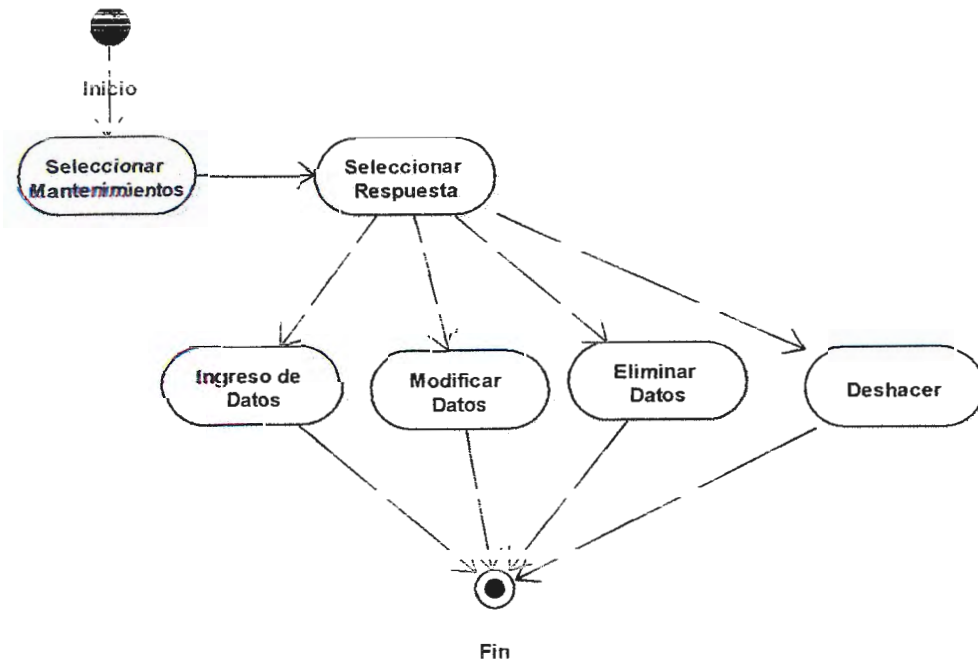 Inicio
Seleccionar
Mantenimientos
Seleccionar
Respuesta
Ingreso de
Datos
Modificar
Datos
Eliminar
Datos
Deshacer
Fin